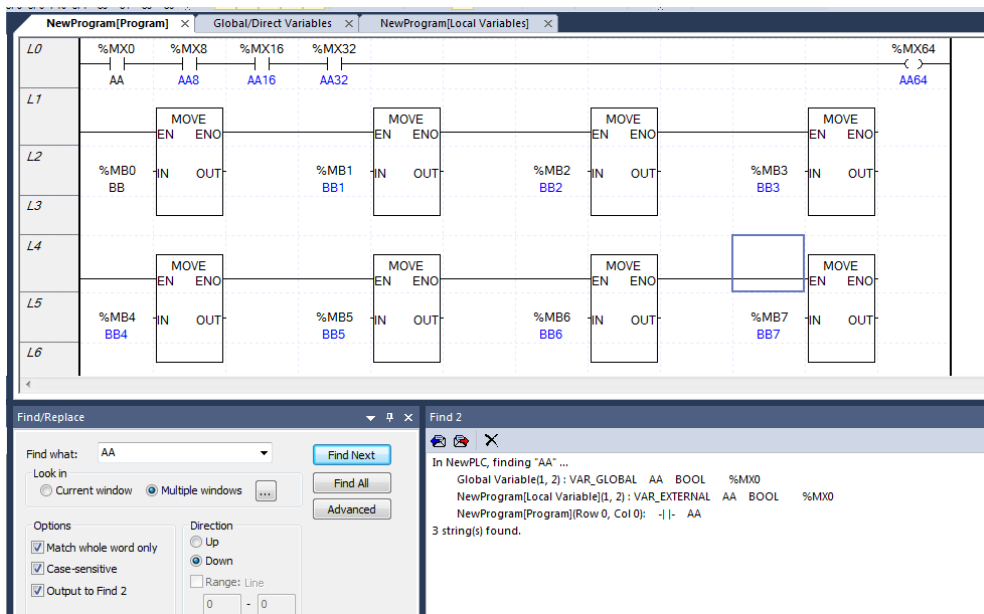 NewProgram[Program] × Global/Direct Variables × NewProgram[Local Variables] ×
L0 %MX0 %MX8 %MX16 %MX32 %MX64
AA AA8 AA16 AA32 AA64
L1
MOVE MOVE MOVE MOVE
EN ENO EN ENO EN ENO EN ENO
L2
%MB0 IN OUT %MB1 IN OUT %MB2 IN OUT %MB3 IN OUT
BB BB1 BB2 BB3
L3
L4
MOVE MOVE MOVE MOVE
EN ENO EN ENO EN ENO EN ENO
L5
%MB4 IN OUT %MB5 IN OUT %MB6 IN OUT %MB7 IN OUT
BB4 BB5 BB6 BB7
L6
Find/Replace
Find what: AA Find Next
Look in
Current window Multiple windows ... Find All
Advanced
Options Direction
Match whole word only Up
Case-sensitive Down
Output to Find 2 Range: Line
0 - 0
Find 2
In NewPLC, finding "AA" ...
Global Variable(1, 2) : VAR_GLOBAL AA BOOL %MX0
NewProgram[Local Variable](1, 2) : VAR_EXTERNAL AA BOOL %MX0
NewProgram[Program](Row 0, Col 0): -| |- AA
3 string(s) found.